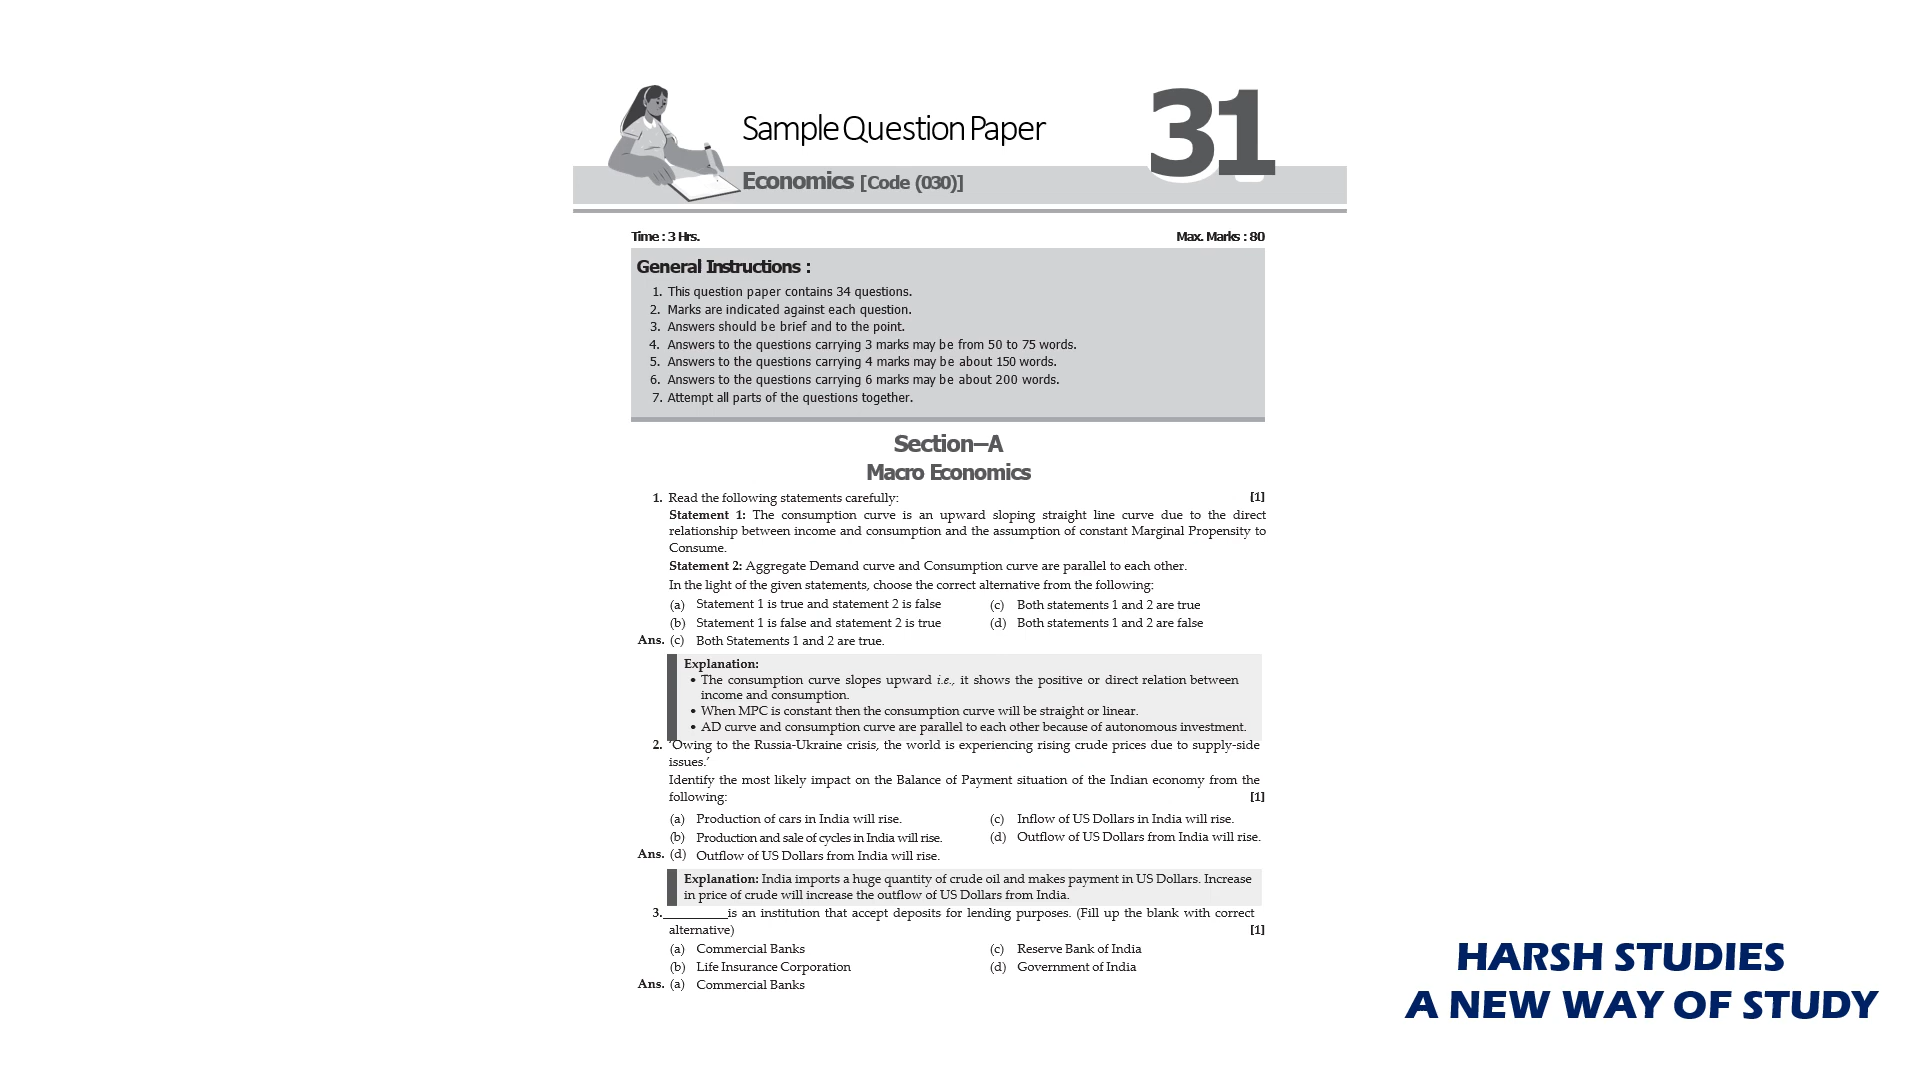 Sample Question Paper
31
Economics [Code (030)]
Time : 3 Hrs.
Max. Marks : 80
General Instructions :
1. This question paper contains 34 questions.
2. Marks are indicated against each question.
3. Answers should be brief and to the point.
4. Answers to the questions carrying 3 marks may be from 50 to 75 words.
5. Answers to the questions carrying 4 marks may be about 150 words.
6. Answers to the questions carrying 6 marks may be about 200 words.
7. Attempt all parts of the questions together.
Section–A
Macro Economics
1. Read the following statements carefully: [1]
Statement 1: The consumption curve is an upward sloping straight line curve due to the direct
relationship between income and consumption and the assumption of constant Marginal Propensity to
Consume.
Statement 2: Aggregate Demand curve and Consumption curve are parallel to each other.
In the light of the given statements, choose the correct alternative from the following:
(a) Statement 1 is true and statement 2 is false (c) Both statements 1 and 2 are true
(b) Statement 1 is false and statement 2 is true (d) Both statements 1 and 2 are false
Ans. (c) Both Statements 1 and 2 are true.
Explanation:
• The consumption curve slopes upward i.e., it shows the positive or direct relation between
income and consumption.
• When MPC is constant then the consumption curve will be straight or linear.
• AD curve and consumption curve are parallel to each other because of autonomous investment.
2. ‘Owing to the Russia-Ukraine crisis, the world is experiencing rising crude prices due to supply-side
issues.’
Identify the most likely impact on the Balance of Payment situation of the Indian economy from the
following: [1]
(a) Production of cars in India will rise. (c) Inflow of US Dollars in India will rise.
(b) Production and sale of cycles in India will rise. (d) Outflow of US Dollars from India will rise.
Ans. (d) Outflow of US Dollars from India will rise.
Explanation: India imports a huge quantity of crude oil and makes payment in US Dollars. Increase
in price of crude will increase the outflow of US Dollars from India.
3. __________is an institution that accept deposits for lending purposes. (Fill up the blank with correct
alternative) [1]
(a) Commercial Banks (c) Reserve Bank of India
(b) Life Insurance Corporation (d) Government of India
Ans. (a) Commercial Banks
HARSH STUDIES
A NEW WAY OF STUDY